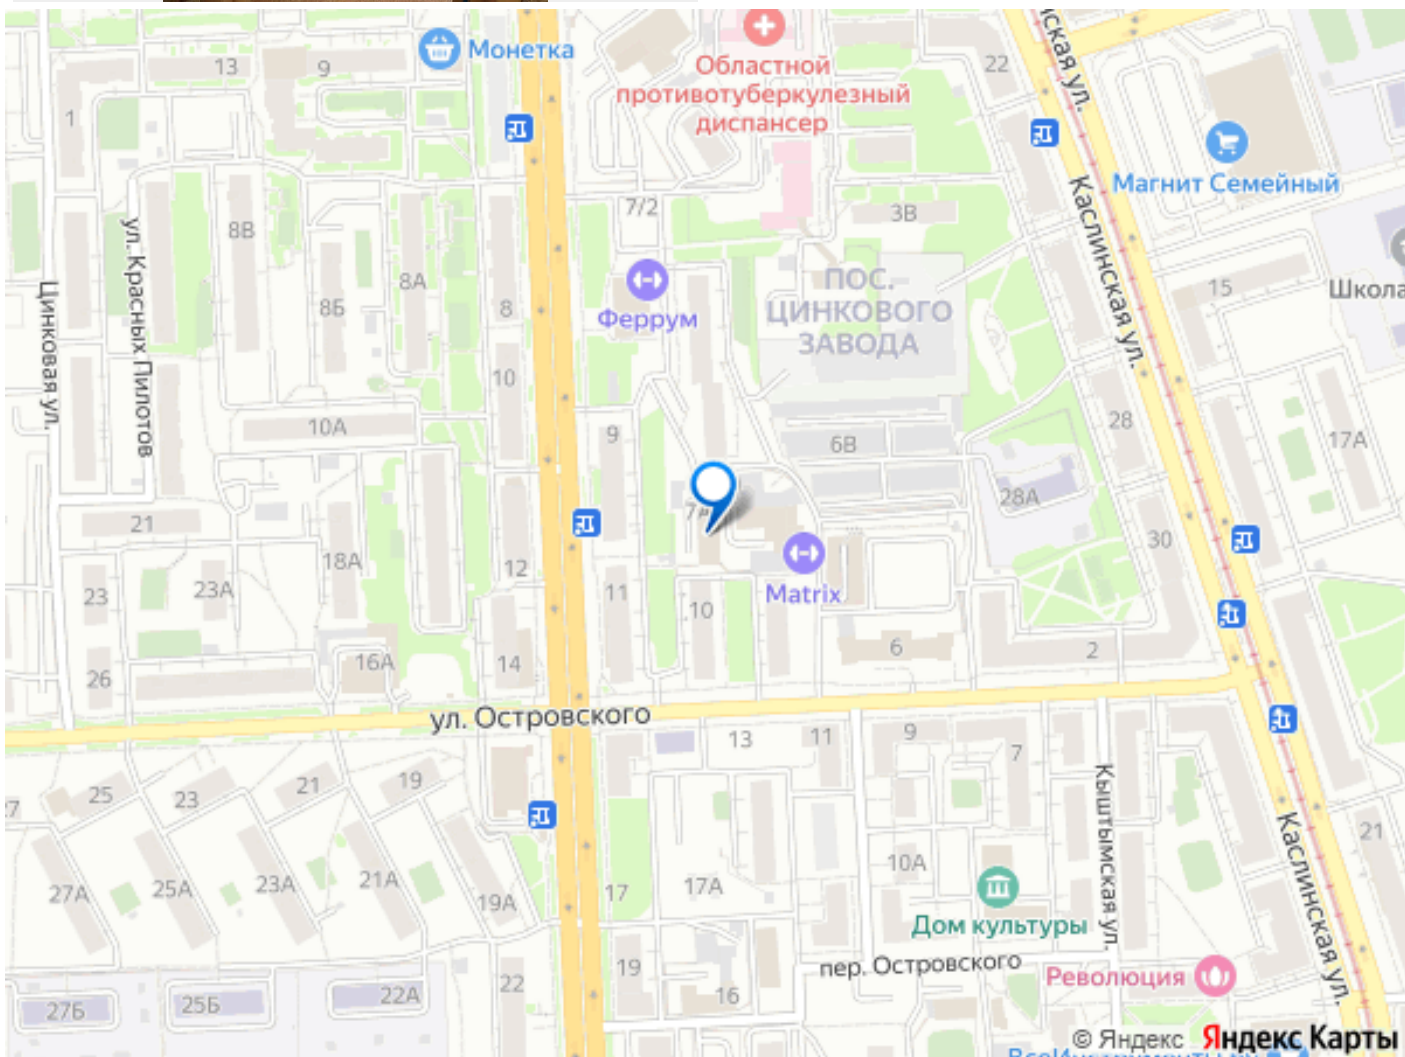 Монетка
Областной
противотуберкулезный
диспансер
22
13
9
1
Каслинская ул.
Магнит Семейный
7/2
3В
8В
ул. Красных Пилотов
8А
ПОС.
ЦИНКОВОГО
ЗАВОДА
Цинковая ул.
8Б
8
Феррум
15
Школа
10
10А
9
6В
28
17А
28А
21
7
18А
12
30
23
23А
11
10
Matrix
26
16А
14
6
2
ул. Островского
13
11
9
7
25
23
21
19
27
Кыштымская ул.
Каслинская ул.
21
27А
25А
23А
21А
19А
17
17А
10А
Дом культуры
22
19
16
пер. Островского
Революция
27Б
25Б
22А
© Яндекс Яндекс Карты